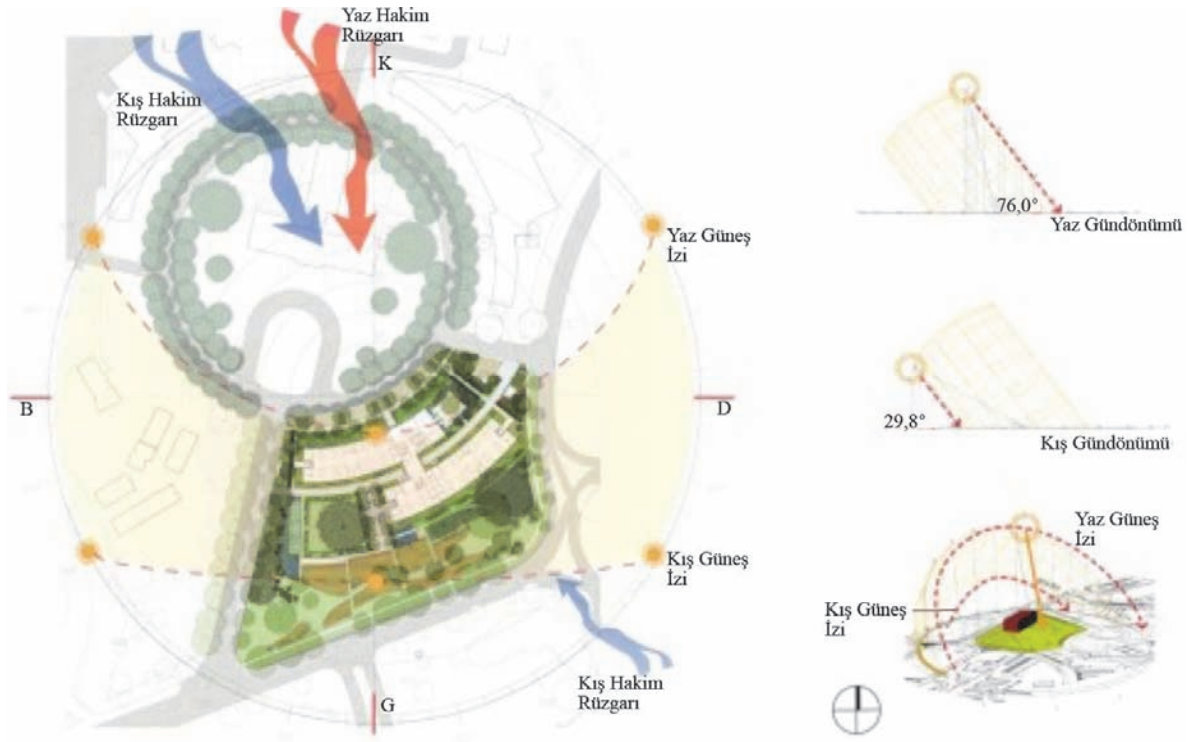 Yaz Hakim
Rüzgarı
K
Kış Hakim
Rüzgarı
Yaz Güneş
İzi
B
D
Kış Güneş
İzi
Kış Hakim
Rüzgarı
G
76,0°
Yaz Gündönümü
29,8°
Kış Gündönümü
Yaz Güneş
İzi
Kış Güneş
İzi